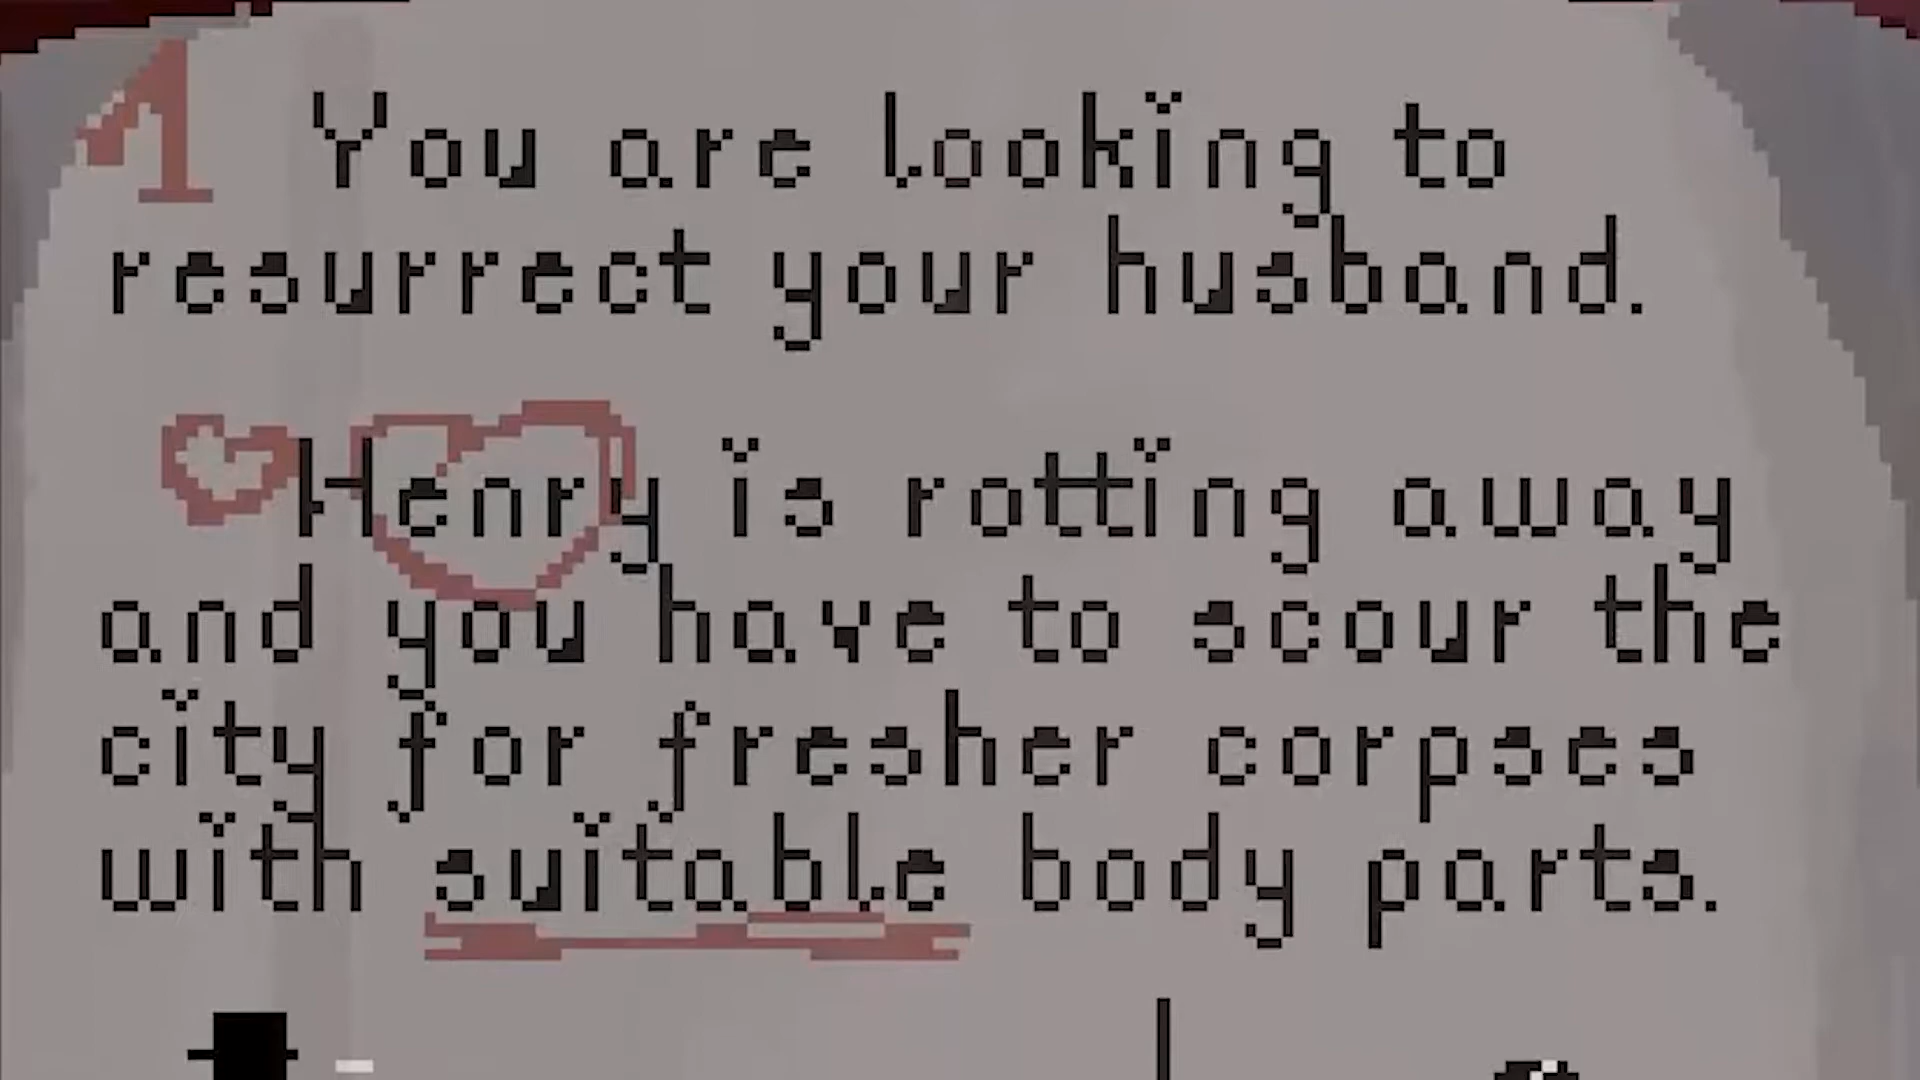 1 You are looking to
resurrect your husband.
Henry is rotting away
and you have to scour the
city for fresher corpses
with suitable body parts.